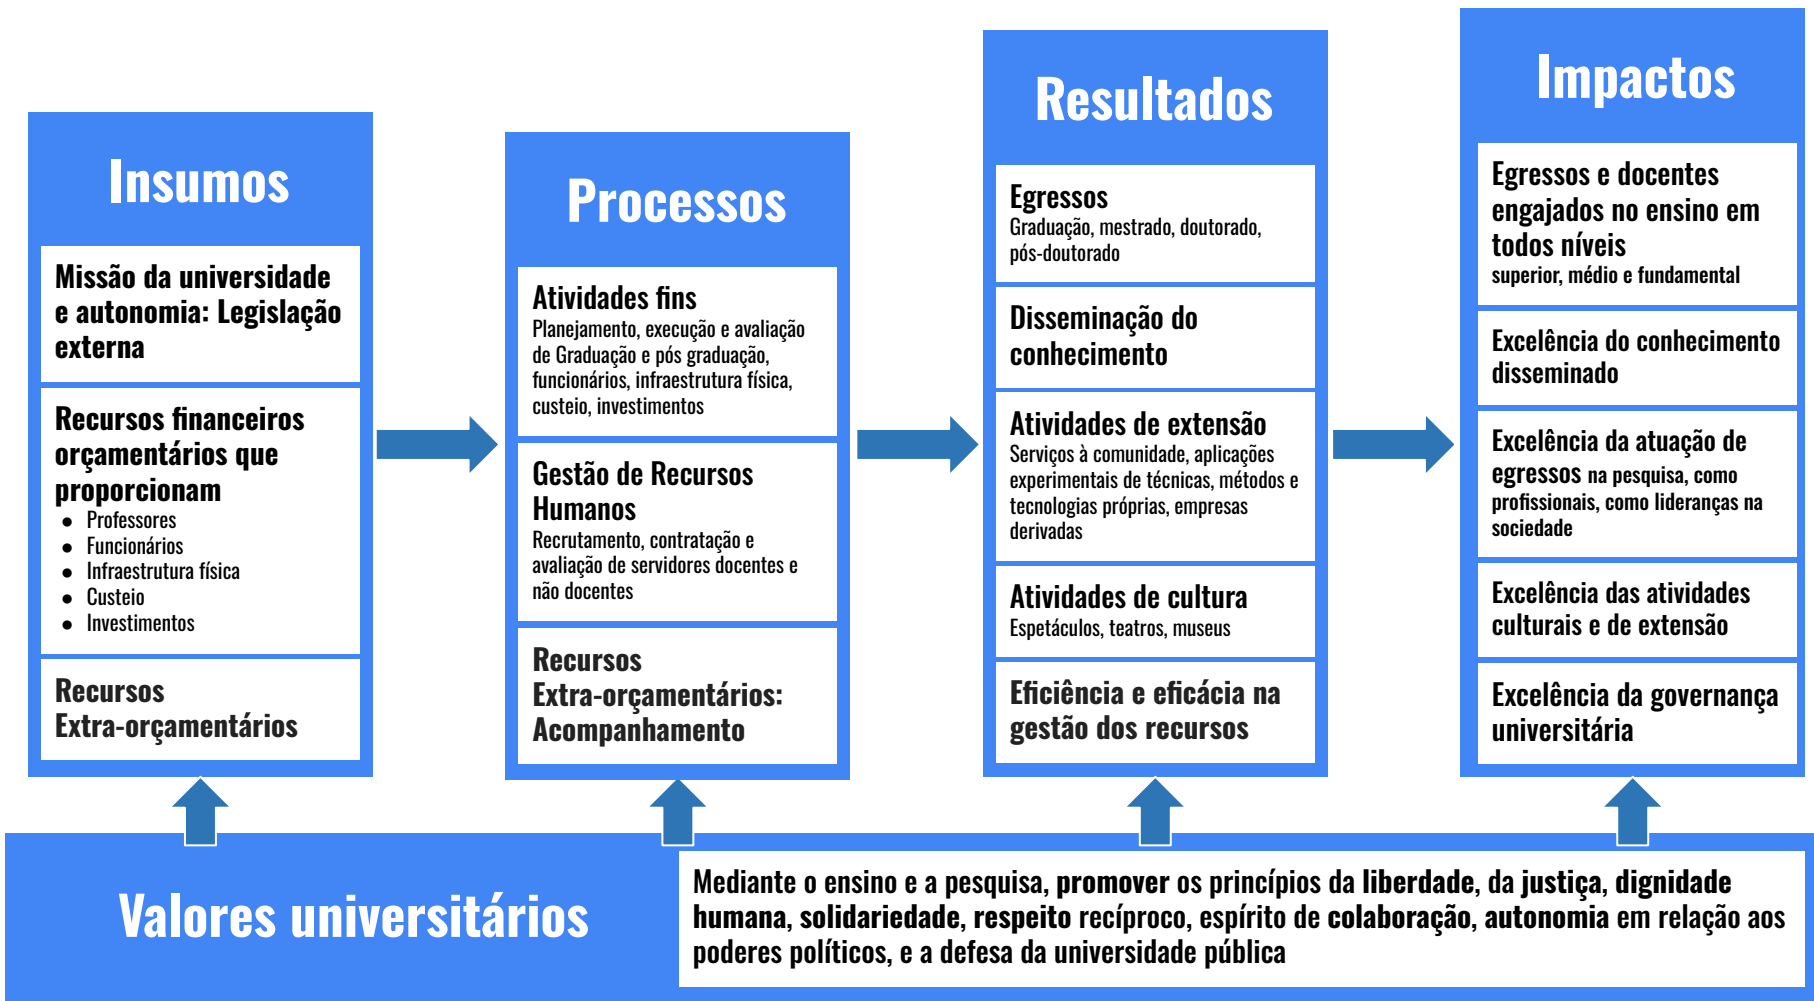 Insumos
Missão da universidade
e autonomia: Legislação
externa
Recursos financeiros
orçamentários que
proporcionam
● Professores
● Funcionários
● Infraestrutura física
● Custeio
● Investimentos
Recursos
Extra-orçamentários
Processos
Atividades fins
Planejamento, execução e avaliação
de Graduação e pós graduação,
funcionários, infraestrutura física,
custeio, investimentos
Gestão de Recursos
Humanos
Recrutamento, contratação e
avaliação de servidores docentes e
não docentes
Recursos
Extra-orçamentários:
Acompanhamento
Resultados
Egressos
Graduação, mestrado, doutorado,
pós-doutorado
Disseminação do
conhecimento
Atividades de extensão
Serviços à comunidade, aplicações
experimentais de técnicas, métodos e
tecnologias próprias, empresas
derivadas
Atividades de cultura
Espetáculos, teatros, museus
Eficiência e eficácia na
gestão dos recursos
Impactos
Egressos e docentes
engajados no ensino em
todos níveis
superior, médio e fundamental
Excelência do conhecimento
disseminado
Excelência da atuação de
egressos na pesquisa, como
profissionais, como lideranças na
sociedade
Excelência das atividades
culturais e de extensão
Excelência da governança
universitária
Valores universitários
Mediante o ensino e a pesquisa, promover os princípios da liberdade, da justiça, dignidade
humana, solidariedade, respeito recíproco, espírito de colaboração, autonomia em relação aos
poderes políticos, e a defesa da universidade pública